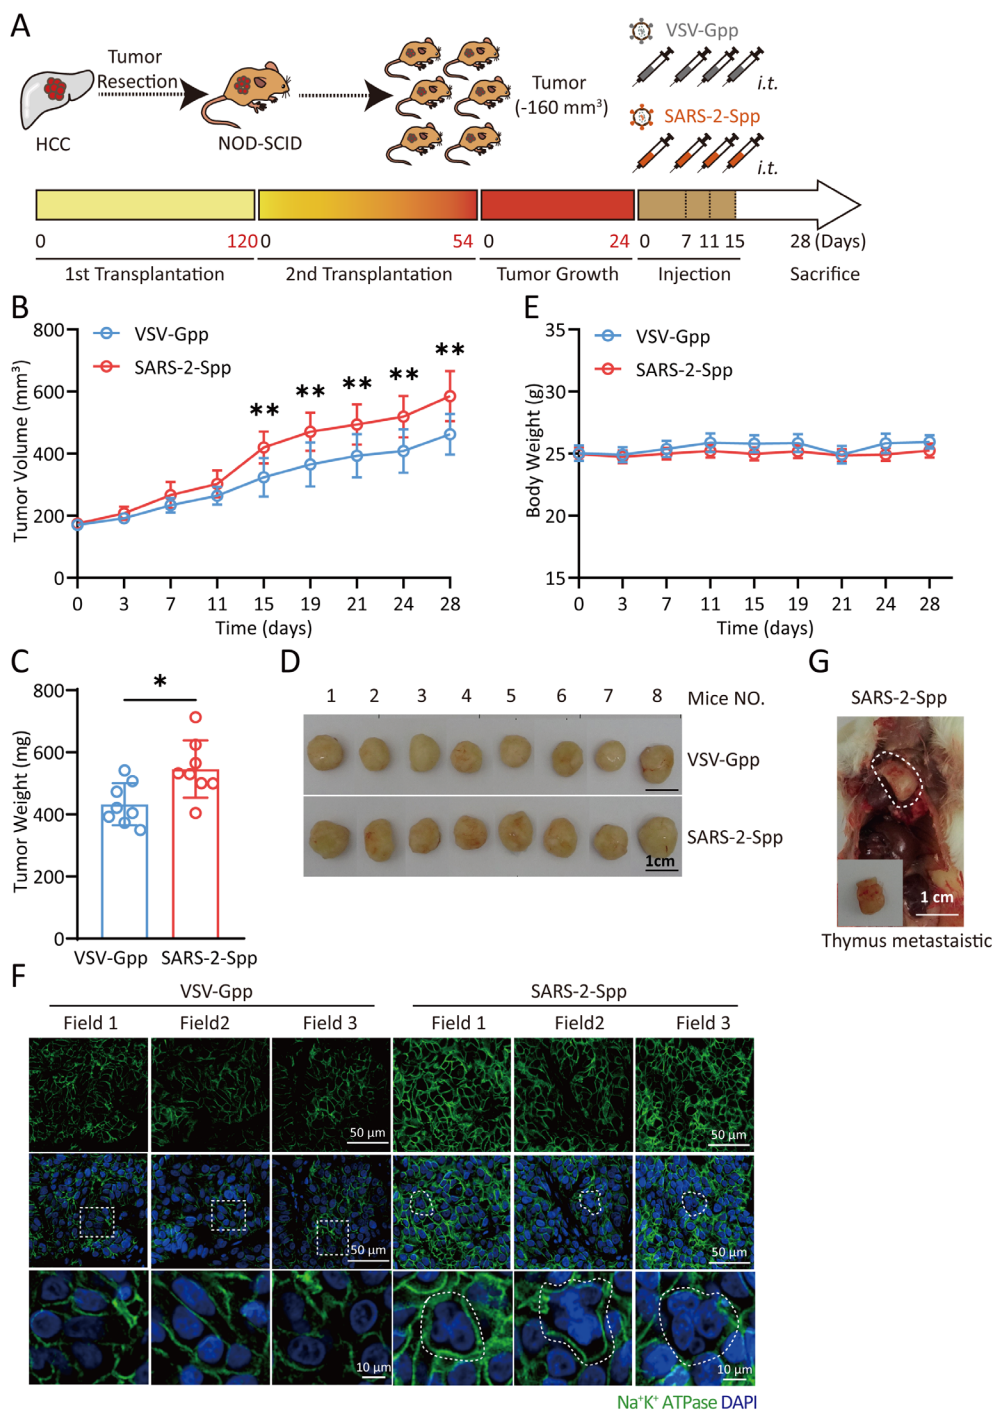 A
HCC
Tumor
Resection
NOD-SCID
Tumor
(-160 mm³)
VSV-Gpp
i.t.
SARS-2-Spp
i.t.
0 120 0 54 0 24 0 7 11 15 28 (Days)
1st Transplantation 2nd Transplantation Tumor Growth Injection Sacrifice
B
VSV-Gpp
SARS-2-Spp
Tumor Volume (mm³)
800
600
400
200
0
** ** ** ** **
0 3 7 11 15 19 21 24 28
Time (days)
E
VSV-Gpp
SARS-2-Spp
Body Weight (g)
35
30
25
20
15
0 3 7 11 15 19 21 24 28
Time (days)
C
Tumor Weight (mg)
800
600
400
200
0
*
VSV-Gpp SARS-2-Spp
D
1 2 3 4 5 6 7 8 Mice NO.
VSV-Gpp
SARS-2-Spp
1cm
G
SARS-2-Spp
1 cm
Thymus metastaistic
F
VSV-Gpp SARS-2-Spp
Field 1 Field2 Field 3 Field 1 Field2 Field 3
50 μm 50 μm
50 μm 50 μm
10 μm 10 μm
Na⁺K⁺ ATPase DAPI